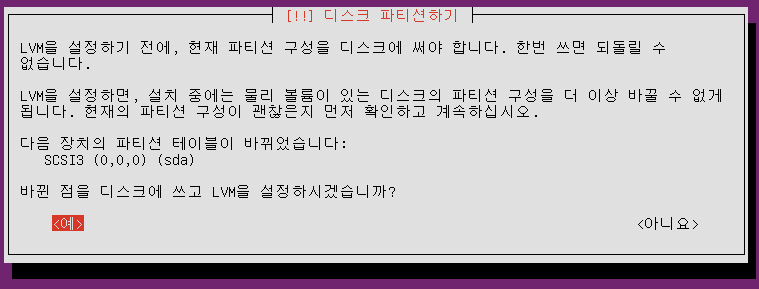 [!!] 디스크 파티션하기
LVM을 설정하기 전에, 현재 파티션 구성을 디스크에 써야 합니다. 한번 쓰면 되돌릴 수
없습니다.
LVM을 설정하면, 설치 중에는 물리 볼륨이 있는 디스크의 파티션 구성을 더 이상 바꿀 수 없게
됩니다. 현재의 파티션 구성이 괜찮은지 먼저 확인하고 계속하십시오.
다음 장치의 파티션 테이블이 바뀌었습니다:
SCSI3 (0,0,0) (sda)
바뀐 점을 디스크에 쓰고 LVM을 설정하시겠습니까?
<예> <아니요>